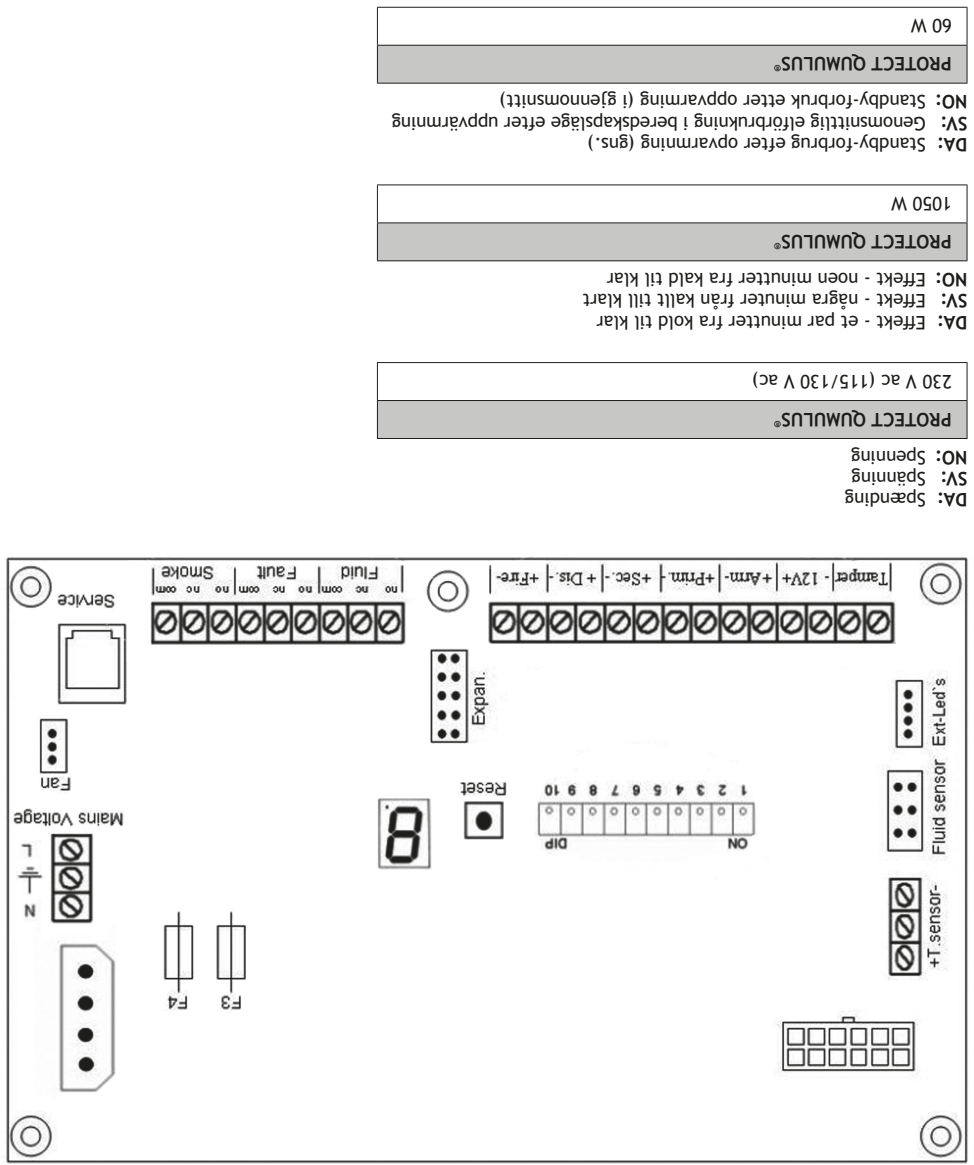 F3 F4
+T.sensor-
N
L
Mains Voltage
ON DIP
1 2 3 4 5 6 7 8 9 10
8
Reset
Fluid sensor
Fan
Ext-Led`s
Expan.
Service
Tamper - 12V+ +Arm- +Prim.- +Sec.- + Dis.- +Fire-
no nc com no nc com no nc com
Fluid Fault Smoke
DA: Spænding
SV: Spänning
NO: Spenning
PROTECT QUMULUS®
230 V ac (115/130 V ac)
DA: Effekt - et par minutter fra kold til klar
SV: Effekt - några minuter från kallt till klart
NO: Effekt - noen minutter fra kald til klar
PROTECT QUMULUS®
1050 W
DA: Standby-forbrug efter opvarmning (gns.)
SV: Genomsnittlig elförbrukning i beredskapsläge efter uppvärmning
NO: Standby-forbruk etter oppvarming (i gjennomsnitt)
PROTECT QUMULUS®
60 W